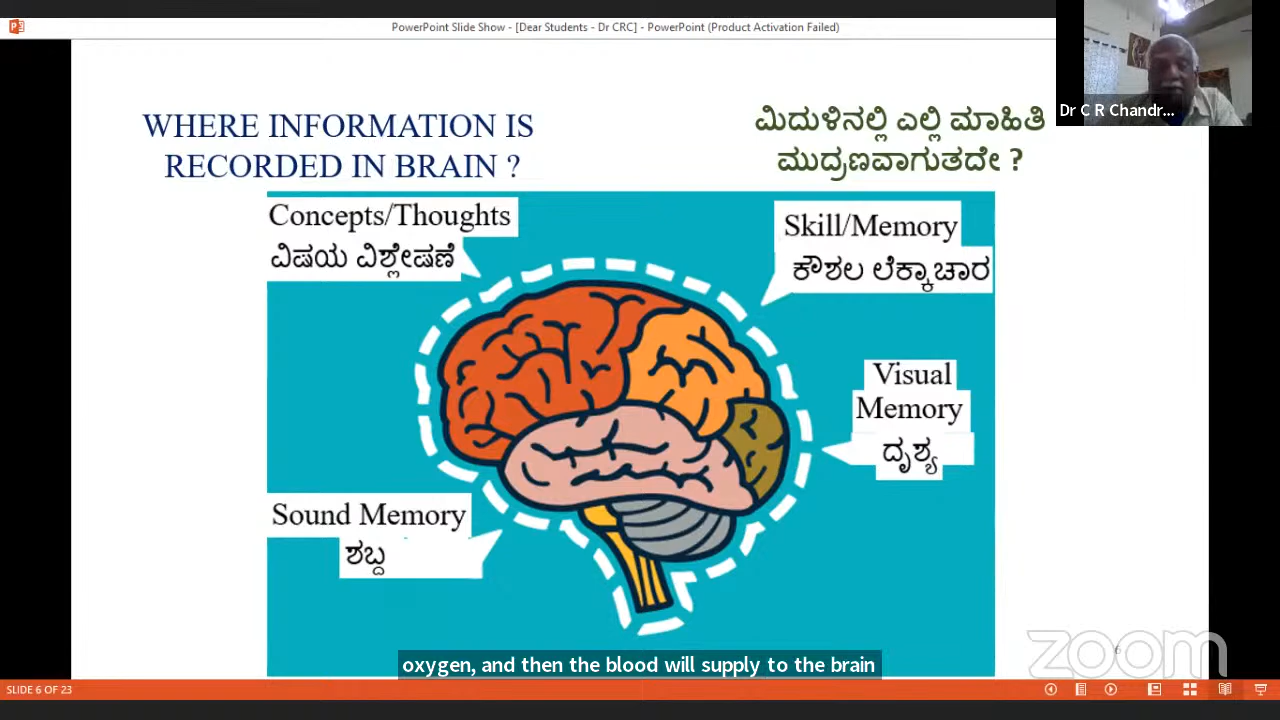 PowerPoint Slide Show - [Dear Students - Dr CRC] - PowerPoint (Product Activation Failed)
Dr C R Chandr...
WHERE INFORMATION IS
RECORDED IN BRAIN ?
ಮಿದುಳಿನಲ್ಲಿ ಎಲ್ಲಿ ಮಾಹಿತಿ
ಮುದ್ರಣವಾಗುತದೇ ?
Concepts/Thoughts
ವಿಷಯ ವಿಶ್ಲೇಷಣೆ
Skill/Memory
ಕೌಶಲ ಲೆಕ್ಕಾಚಾರ
Visual
Memory
ದೃಶ್ಯ
Sound Memory
ಶಬ್ದ
oxygen, and then the blood will supply to the brain
zoom
6
SLIDE 6 OF 23